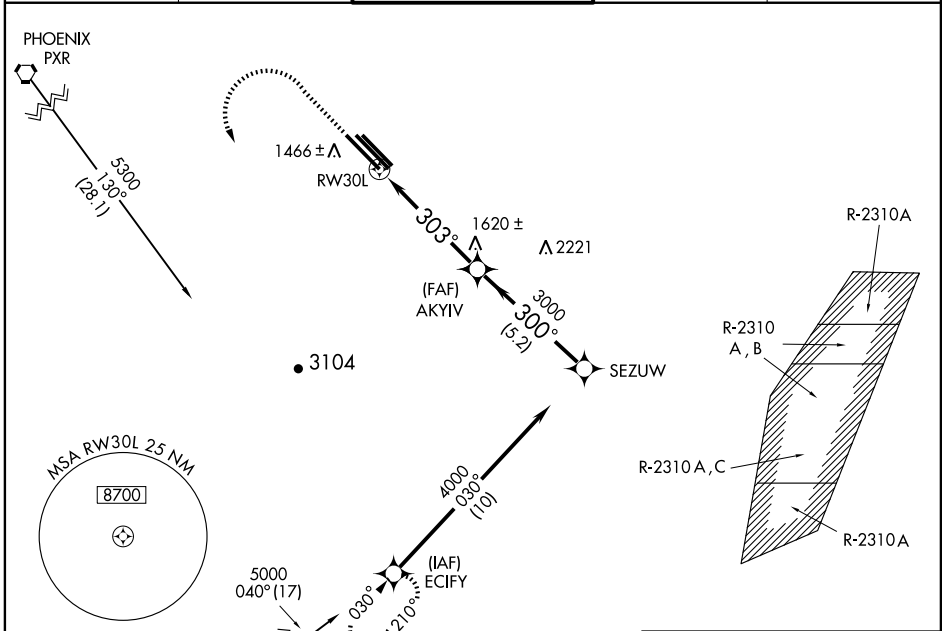 PHOENIX
PXR
5300
130°
(28.1)
1466 ±
RW30L
303°
1620 ±
2221
(FAF)
AKYIV
3000
300°
(5.2)
SEZUW
3104
R-2310A
R-2310
A, B
R-2310 A, C
R-2310A
MSA RW30L 25 NM
8700
4000
030°
(10)
(IAF)
ECIFY
5000
040° (17)
030°
210°